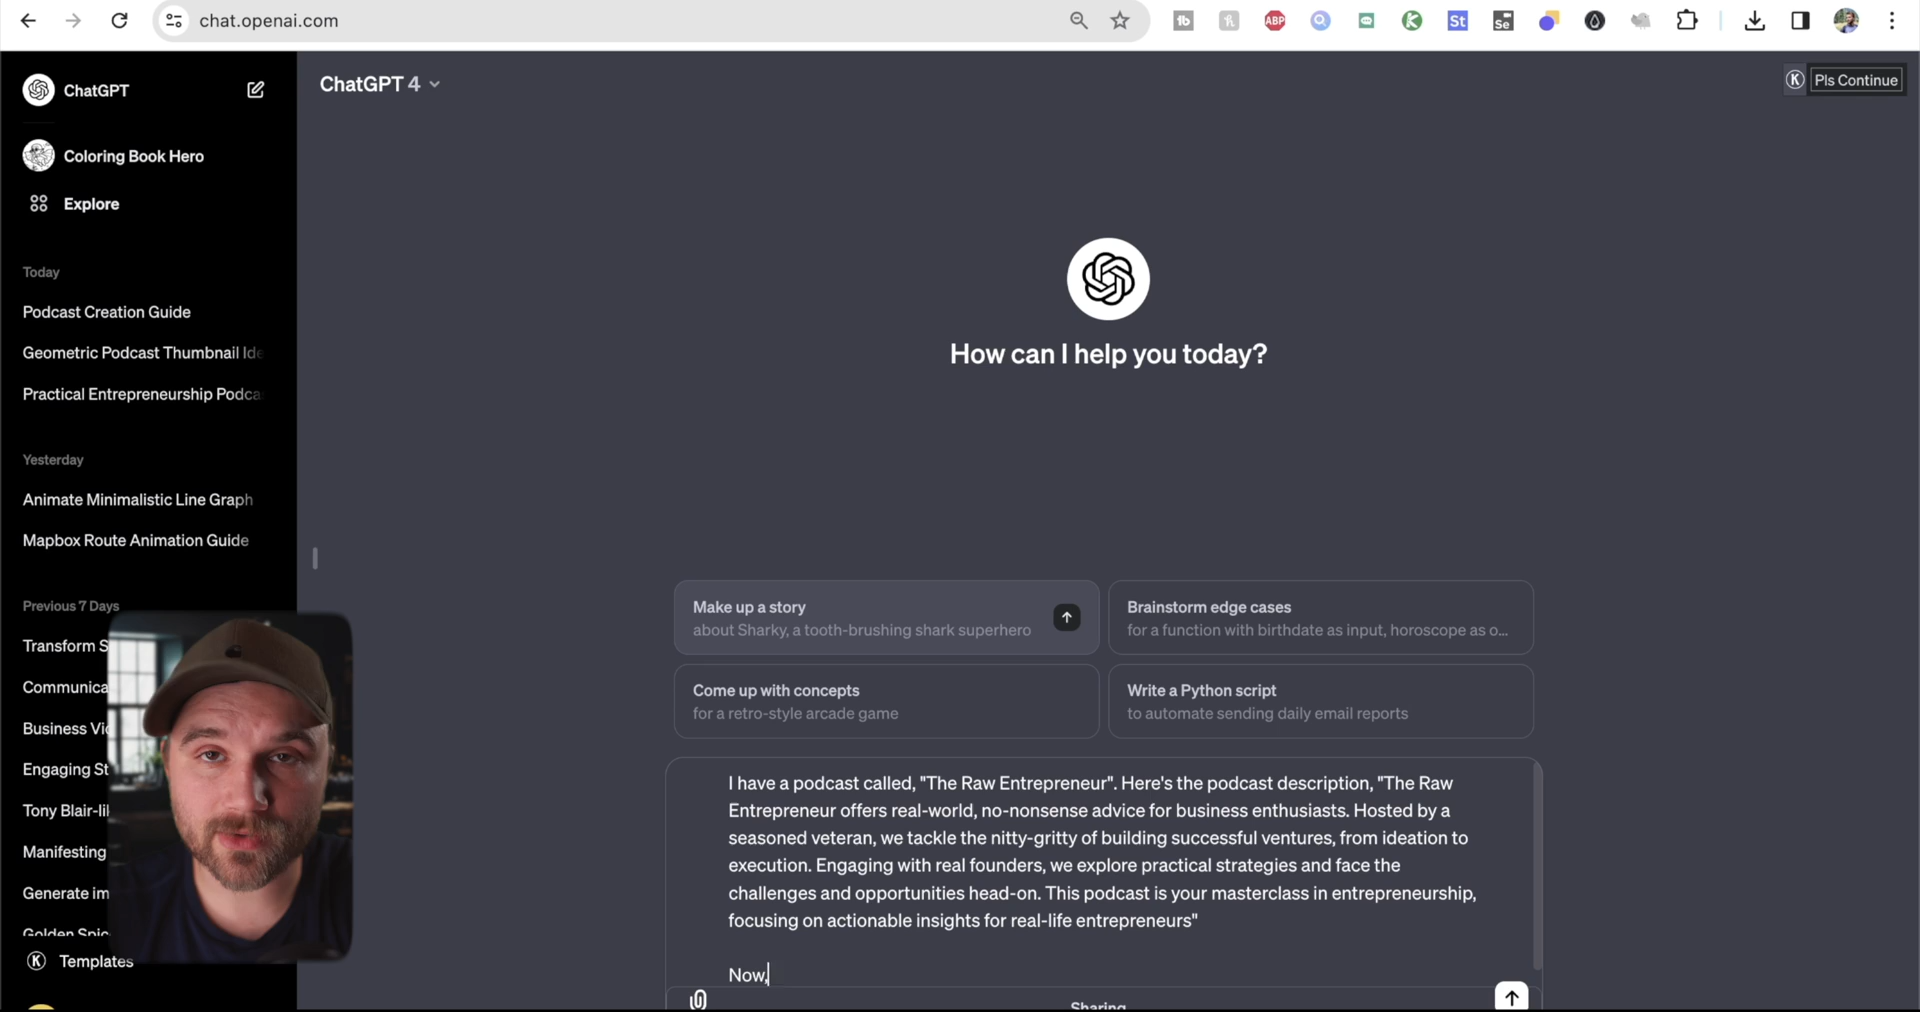 chat.openai.com
ChatGPT
Coloring Book Hero
Explore
Today
Podcast Creation Guide
Geometric Podcast Thumbnail Ide
Practical Entrepreneurship Podca
Yesterday
Animate Minimalistic Line Graph
Mapbox Route Animation Guide
Previous 7 Days
Transform S
Communica
Business Vi
Engaging St
Tony Blair-li
Manifesting
Generate im
Golden Spic
Templates
ChatGPT 4
Pls Continue
How can I help you today?
Make up a story
about Sharky, a tooth-brushing shark superhero
Brainstorm edge cases
for a function with birthdate as input, horoscope as o...
Come up with concepts
for a retro-style arcade game
Write a Python script
to automate sending daily email reports
I have a podcast called, "The Raw Entrepreneur". Here's the podcast description, "The Raw
Entrepreneur offers real-world, no-nonsense advice for business enthusiasts. Hosted by a
seasoned veteran, we tackle the nitty-gritty of building successful ventures, from ideation to
execution. Engaging with real founders, we explore practical strategies and face the
challenges and opportunities head-on. This podcast is your masterclass in entrepreneurship,
focusing on actionable insights for real-life entrepreneurs"
Now,
Sharing